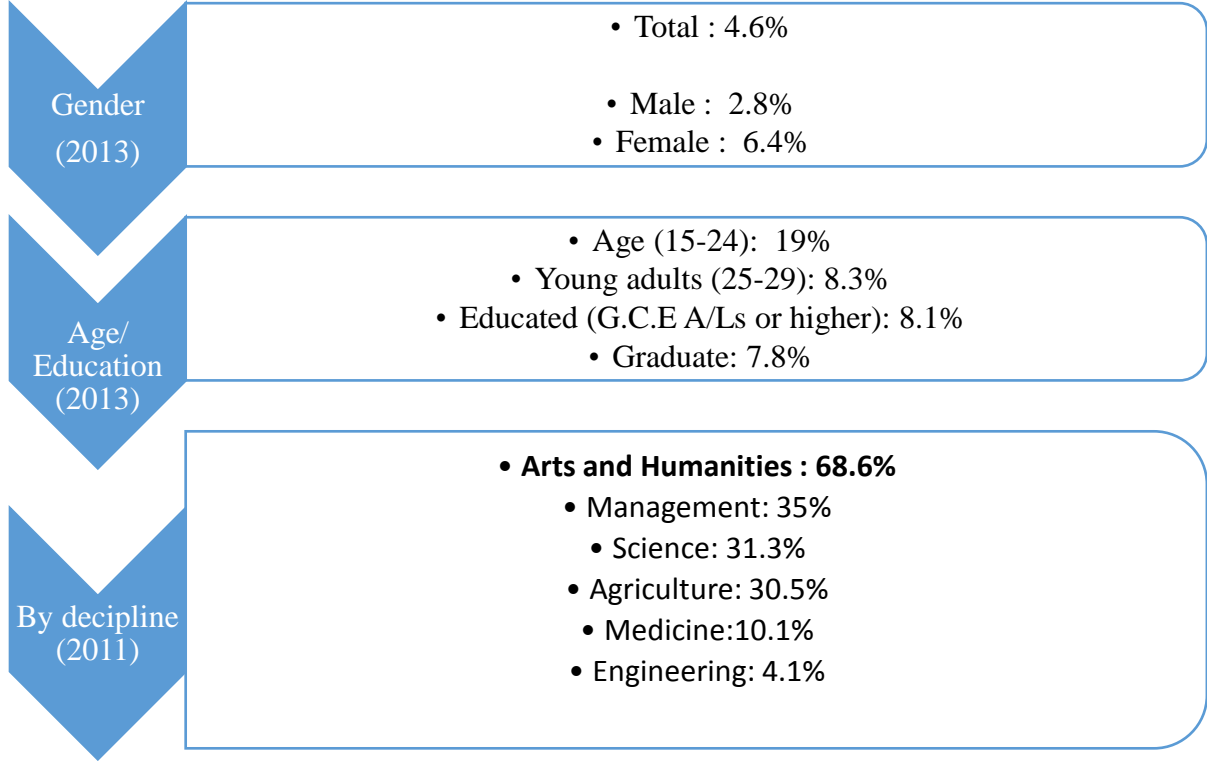 Gender
(2013)
• Total : 4.6%
• Male :  2.8%
• Female :  6.4%
Age/
Education
(2013)
• Age (15-24):  19%
• Young adults (25-29): 8.3%
• Educated (G.C.E A/Ls or higher): 8.1%
• Graduate: 7.8%
By decipline
(2011)
• Arts and Humanities : 68.6%
• Management: 35%
• Science: 31.3%
• Agriculture: 30.5%
• Medicine:10.1%
• Engineering: 4.1%